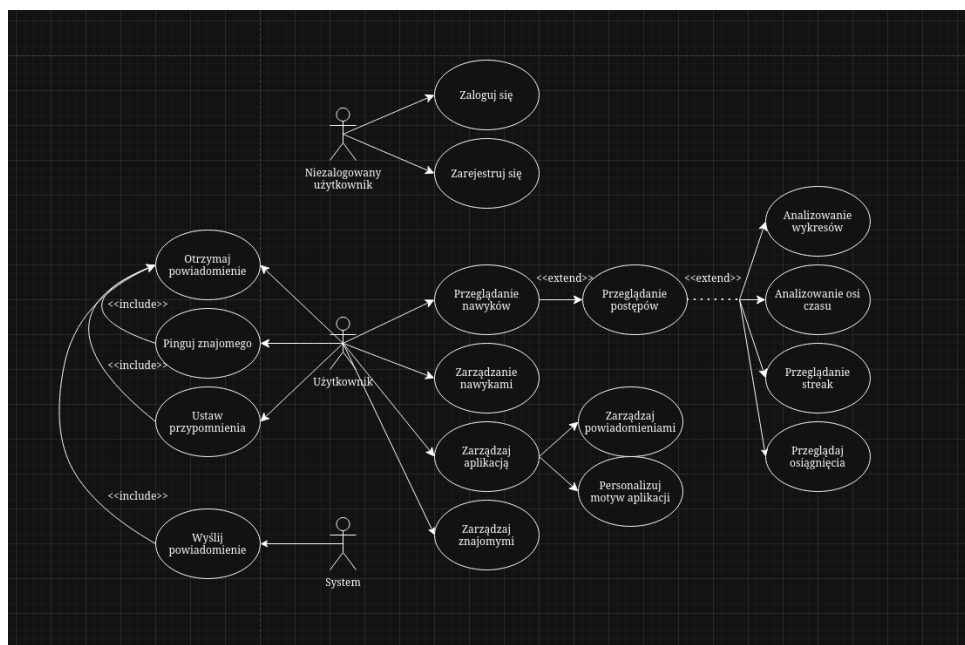 Zaloguj się
Niezalogowany
użytkownik
Zarejestruj się
Analizowanie
wykresów
Otrzymaj
powiadomienie
<<include>>
Przeglądanie
nawyków
<<extend>>
Przeglądanie
postępów
<<extend>>
Analizowanie osi
czasu
Pinguj znajomego
<<include>>
Użytkownik
Zarządzanie
nawykami
Przeglądanie
streak
Ustaw
przypomnienia
Zarządzaj
aplikacją
Zarządzaj
powiadomieniami
Personalizuj
motyw aplikacji
Przeglądaj
osiągnięcia
<<include>>
Wyślij
powiadomienie
System
Zarządzaj
znajomymi